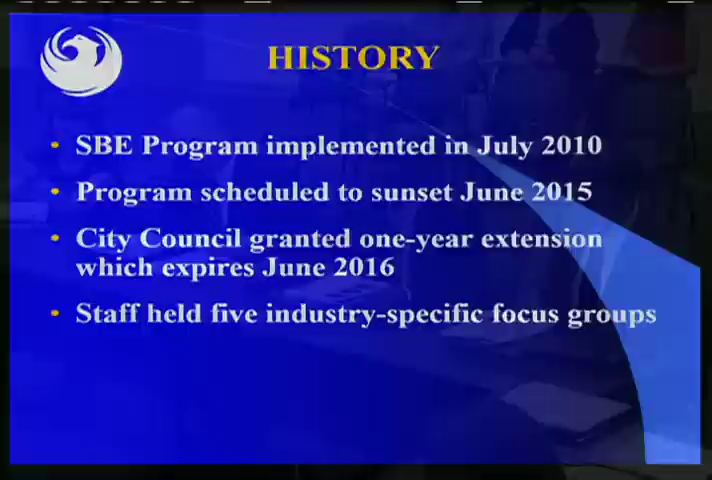 HISTORY
• SBE Program implemented in July 2010
• Program scheduled to sunset June 2015
• City Council granted one-year extension
which expires June 2016
• Staff held five industry-specific focus groups